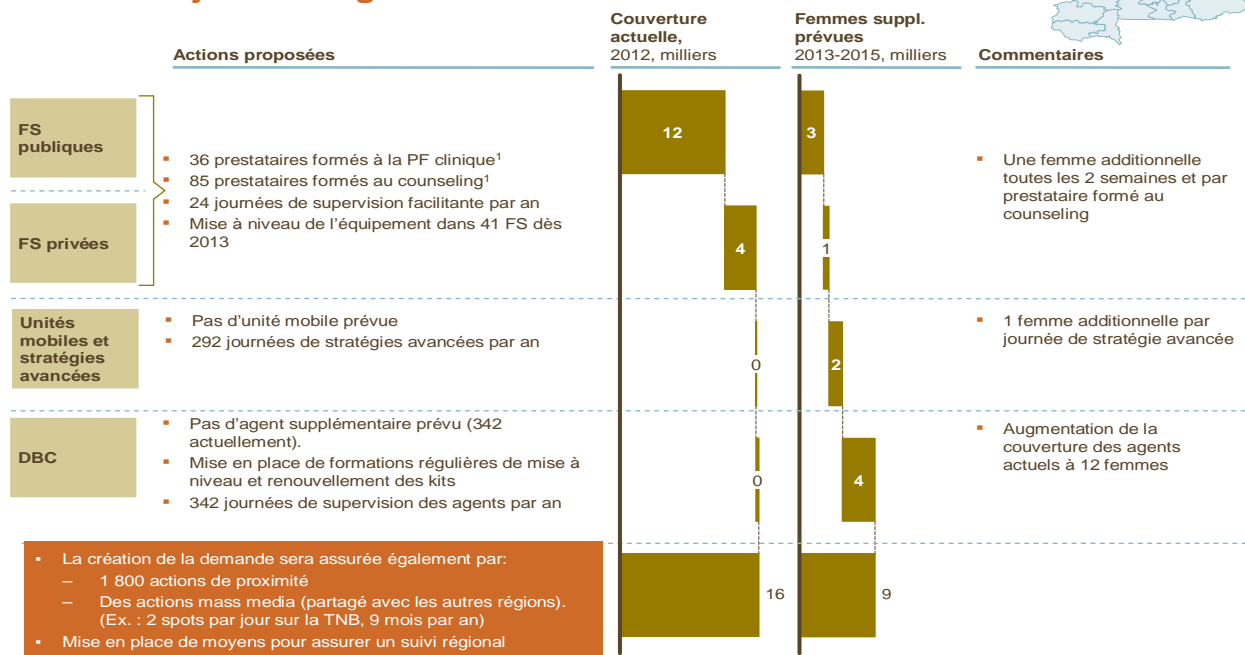 Couverture
actuelle,
2012, milliers
Femmes suppl.
prévues
2013-2015, milliers
Actions proposées
Commentaires
FS
publiques
FS privées
▪ 36 prestataires formés à la PF clinique¹
▪ 85 prestataires formés au counseling¹
▪ 24 journées de supervision facilitante par an
▪ Mise à niveau de l'équipement dans 41 FS dès
2013
12
4
3
1
▪ Une femme additionnelle
toutes les 2 semaines et par
prestataire formé au
counseling
Unités
mobiles et
stratégies
avancées
▪ Pas d'unité mobile prévue
▪ 292 journées de stratégies avancées par an
0
2
▪ 1 femme additionnelle par
journée de stratégie avancée
DBC
▪ Pas d'agent supplémentaire prévu (342
actuellement).
▪ Mise en place de formations régulières de mise à
niveau et renouvellement des kits
▪ 342 journées de supervision des agents par an
0
4
▪ Augmentation de la
couverture des agents
actuels à 12 femmes
▪ La création de la demande sera assurée également par:
– 1 800 actions de proximité
– Des actions mass media (partagé avec les autres régions).
(Ex. : 2 spots par jour sur la TNB, 9 mois par an)
▪ Mise en place de moyens pour assurer un suivi régional
16
9